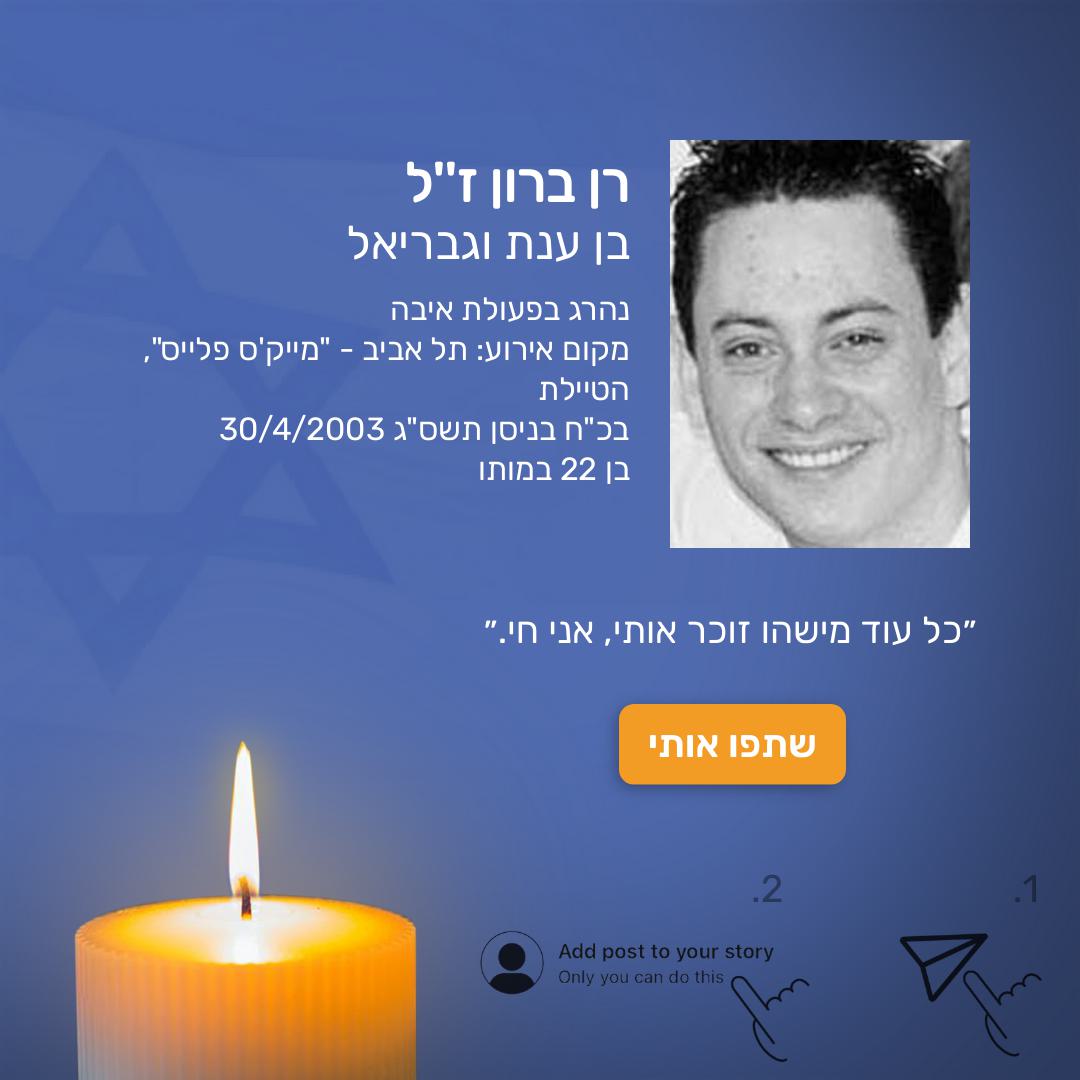 רן ברון ז"ל
בן ענת וגבריאל
נהרג בפעולת איבה
מקום אירוע: תל אביב - "מייק'ס פלייס",
הטיילת
בכ"ח בניסן תשס"ג 30/4/2003
בן 22 במותו
״כל עוד מישהו זוכר אותי, אני חי.״
שתפו אותי
1.
2.
Add post to your story
Only you can do this